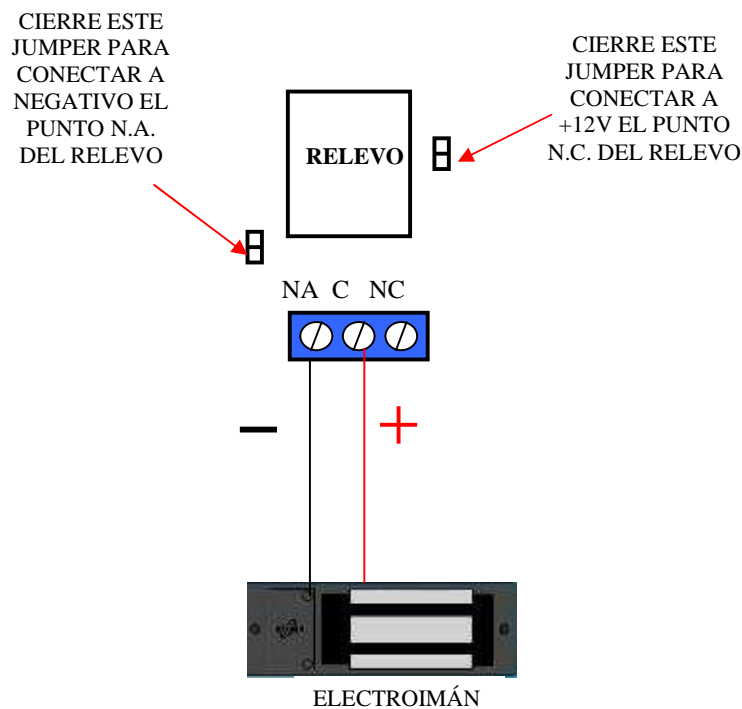 CIERRE ESTE
JUMPER PARA
CONECTAR A
NEGATIVO EL
PUNTO N.A.
DEL RELEVO
CIERRE ESTE
JUMPER PARA
CONECTAR A
+12V EL PUNTO
N.C. DEL RELEVO
RELEVO
NA C NC
− +
ELECTROIMÁN